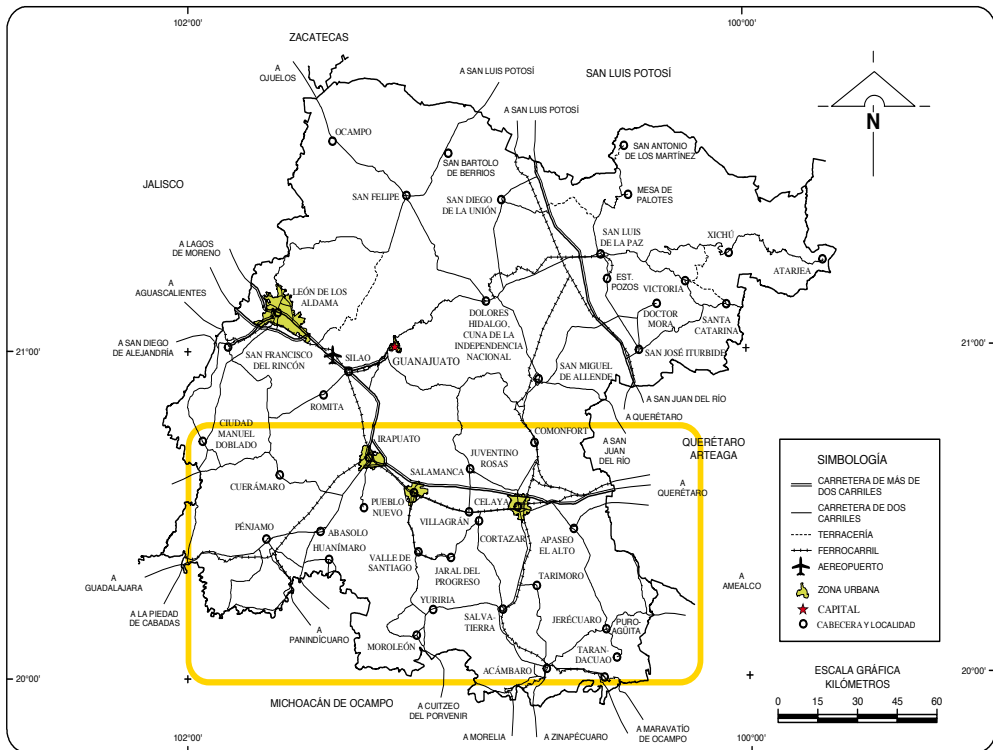 102°00'
100°00'
ZACATECAS
A
OJUELOS
A SAN LUIS POTOSÍ
SAN LUIS POTOSÍ
A SAN LUIS POTOSÍ
N
OCAMPO
SAN BARTOLO
DE BERRIOS
SAN ANTONIO
DE LOS MARTÍNEZ
JALISCO
SAN FELIPE
SAN DIEGO
DE LA UNIÓN
MESA DE
PALOTES
A LAGOS
DE MORENO
SAN LUIS
DE LA PAZ
XICHÚ
ATARJEA
A
AGUASCALIENTES
LEÓN DE LOS
ALDAMA
EST.
POZOS
VICTORIA
DOCTOR
MORA
SANTA
CATARINA
DOLORES
HIDALGO,
CUNA DE LA
INDEPENDENCIA
NACIONAL
A SAN DIEGO
DE ALEJANDRÍA
21°00'
SAN FRANCISCO
DEL RINCÓN
SILAO
GUANAJUATO
SAN JOSÉ ITURBIDE
21°00'
SAN MIGUEL
DE ALLENDE
ROMITA
A SAN JUAN DEL RÍO
A QUERÉTARO
CIUDAD
MANUEL
DOBLADO
IRAPUATO
COMONFORT
A SAN
JUAN
DEL RÍO
QUERÉTARO
ARTEAGA
JUVENTINO
ROSAS
SALAMANCA
CUERÁMARO
A
QUERÉTARO
PUEBLO
NUEVO
CELAYA
VILLAGRÁN
PÉNJAMO
ABASOLO
CORTAZAR
APASEO
EL ALTO
HUANÍMARO
VALLE DE
SANTIAGO
JARAL DEL
PROGRESO
A
GUADALAJARA
TARIMORO
A
AMEALCO
A LA PIEDAD
DE CABADAS
YURIRIA
SALVA-
TIERRA
JERÉCUARO
PURO-
AGÜITA
A
PANINDÍCUARO
MOROLEÓN
TARAN-
DACUAO
ACÁMBARO
20°00'
20°00'
MICHOACÁN DE OCAMPO
A CUITZEO
DEL PORVENIR
A MORELIA
A ZINAPÉCUARO
A MARAVATÍO
DE OCAMPO
102°00'
100°00'
SIMBOLOGÍA
CARRETERA DE MÁS DE
DOS CARRILES
CARRETERA DE DOS
CARRILES
TERRACERÍA
FERROCARRIL
AEREOPUERTO
ZONA URBANA
CAPITAL
CABECERA Y LOCALIDAD
ESCALA GRÁFICA
KILÓMETROS
0 15 30 45 60